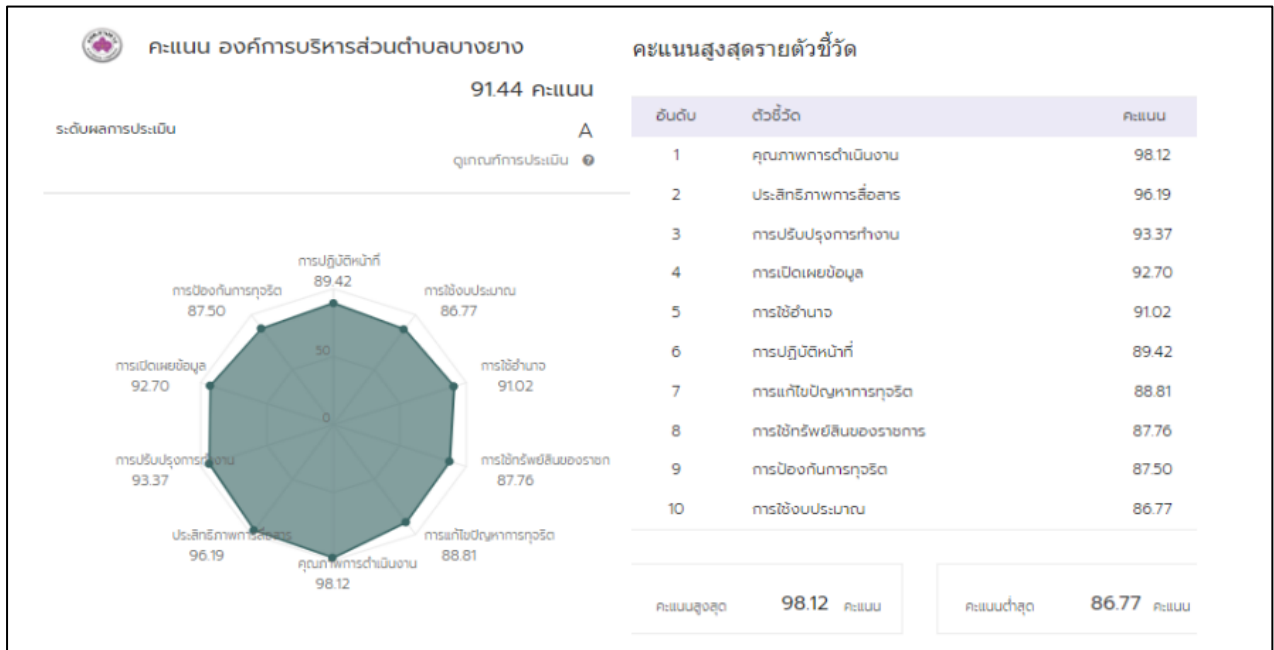 คะแนน องค์การบริหารส่วนตำบลบางยาง
91.44 คะแนน
ระดับผลการประเมิน
A
ดูเกณฑ์การประเมิน
การปฏิบัติหน้าที่
89.42
การใช้งบประมาณ
86.77
การใช้อำนาจ
91.02
การใช้ทรัพย์สินของราชก
87.76
การแก้ไขปัญหาการทุจริต
88.81
คุณภาพการดำเนินงาน
98.12
ประสิทธิภาพการสื่อสาร
96.19
การปรับปรุงการทำงาน
93.37
การเปิดเผยข้อมูล
92.70
การป้องกันการทุจริต
87.50
50
0
คะแนนสูงสุดรายตัวชี้วัด
อันดับ ตัวชี้วัด คะแนน
1 คุณภาพการดำเนินงาน 98.12
2 ประสิทธิภาพการสื่อสาร 96.19
3 การปรับปรุงการทำงาน 93.37
4 การเปิดเผยข้อมูล 92.70
5 การใช้อำนาจ 91.02
6 การปฏิบัติหน้าที่ 89.42
7 การแก้ไขปัญหาการทุจริต 88.81
8 การใช้ทรัพย์สินของราชการ 87.76
9 การป้องกันการทุจริต 87.50
10 การใช้งบประมาณ 86.77
คะแนนสูงสุด 98.12 คะแนน
คะแนนต่ำสุด 86.77 คะแนน